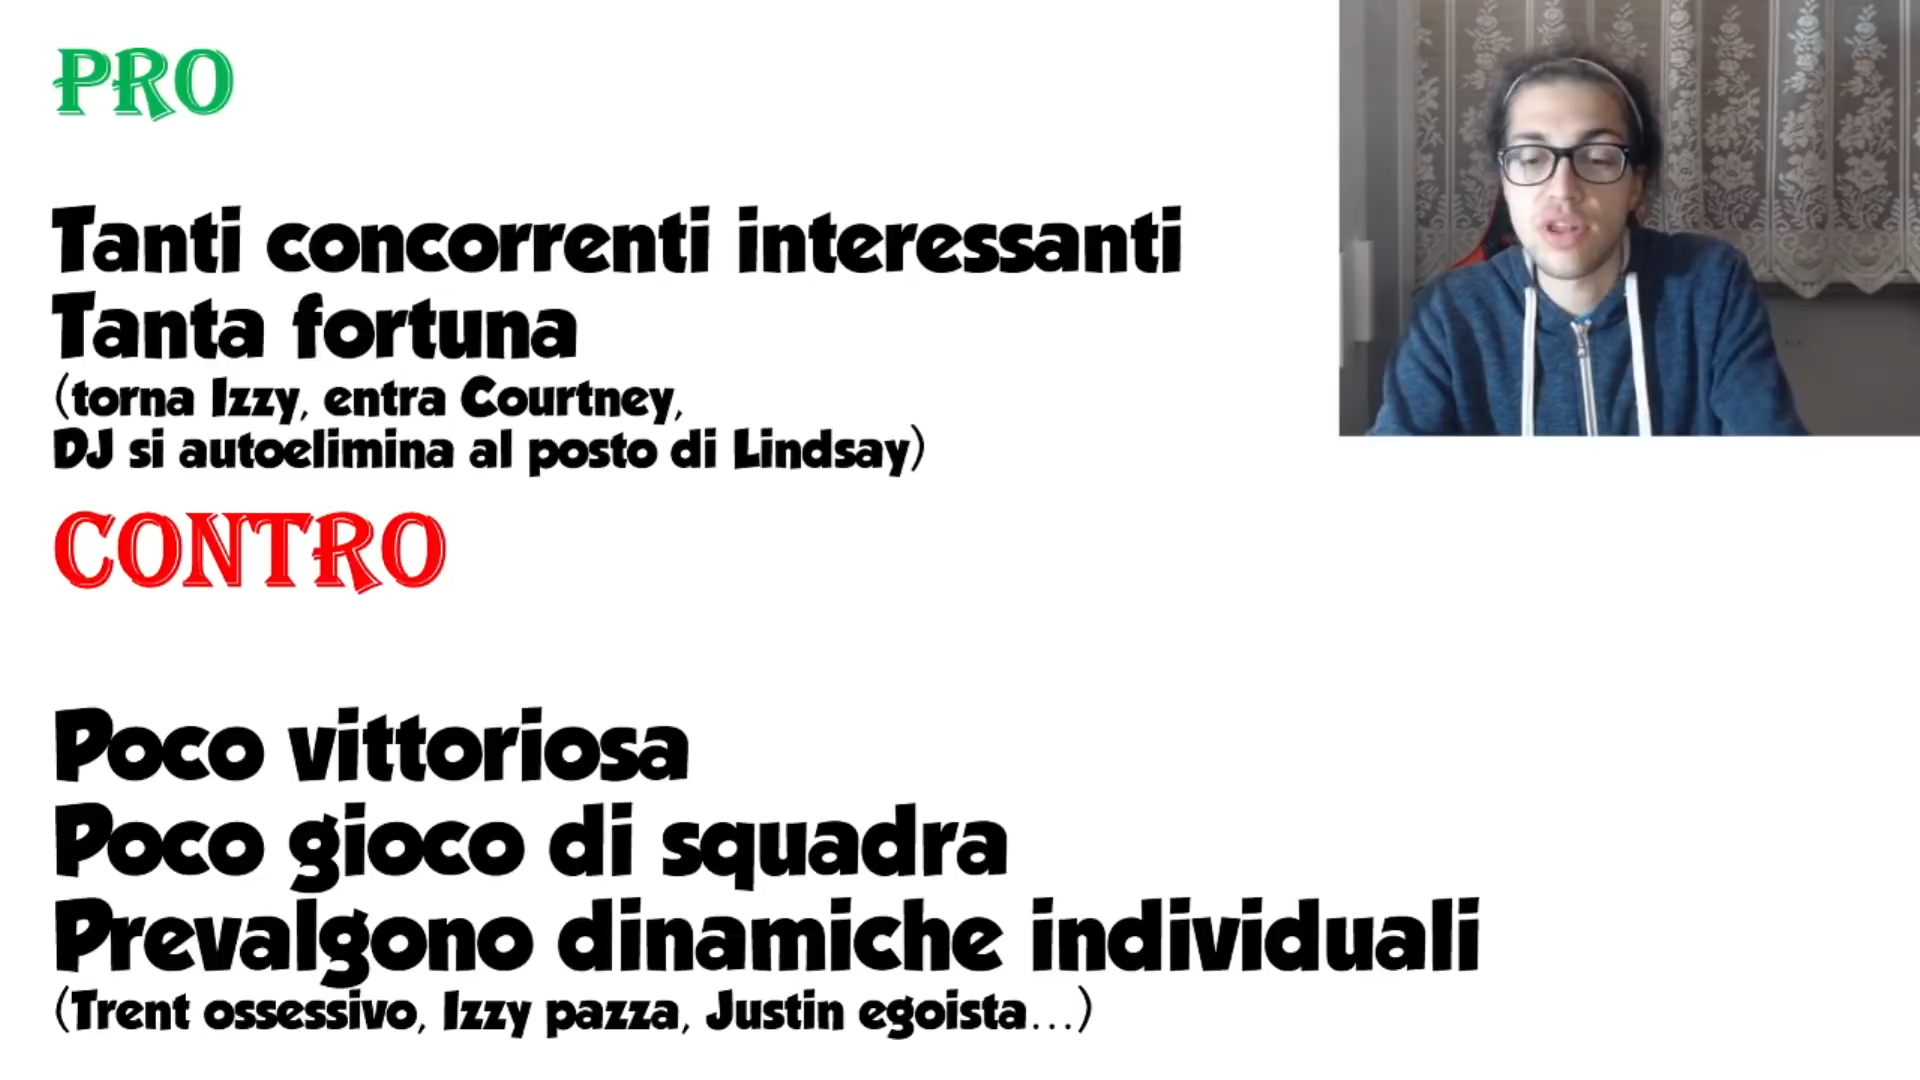 PRO
Tanti concorrenti interessanti
Tanta fortuna
(torna Izzy, entra Courtney,
DJ si autoelimina al posto di Lindsay)
CONTRO
Poco vittoriosa
Poco gioco di squadra
Prevalgono dinamiche individuali
(Trent ossessivo, Izzy pazza, Justin egoista...)